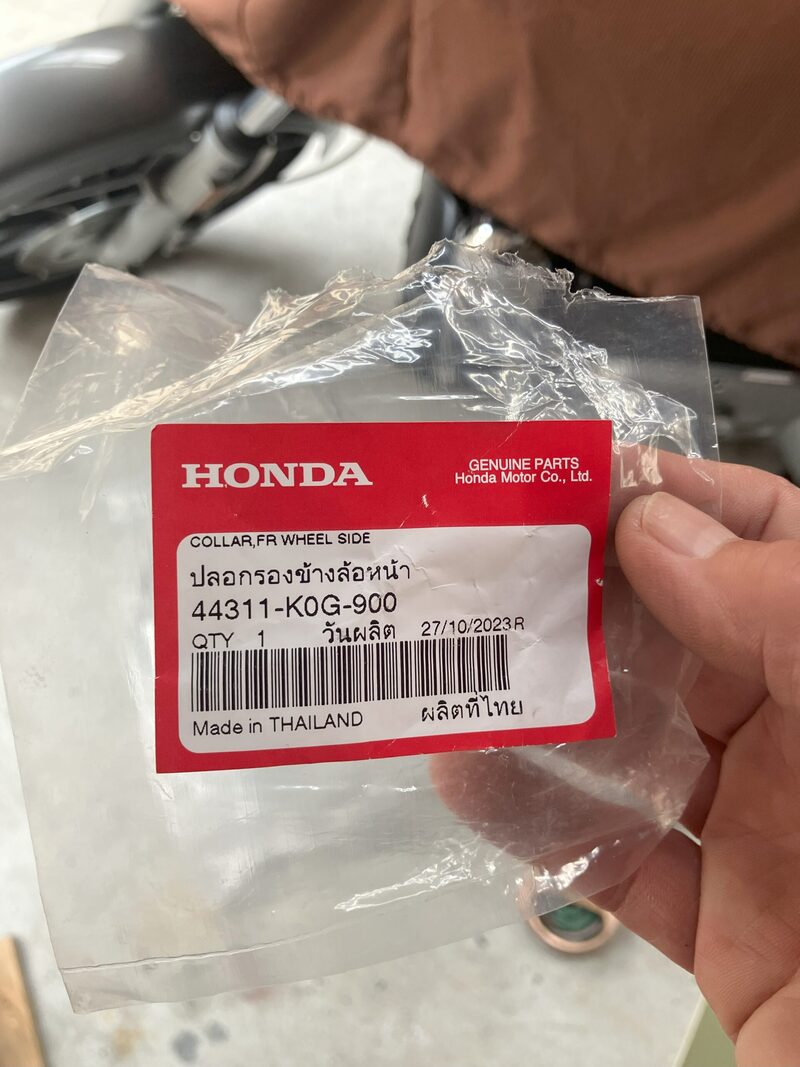 HONDA
GENUINE PARTS
Honda Motor Co., Ltd.
COLLAR,FR WHEEL SIDE
ปลอกรองข้างล้อหน้า
44311-K0G-900
QTY 1 วันผลิต 27/10/2023R
Made in THAILAND ผลิตที่ไทย